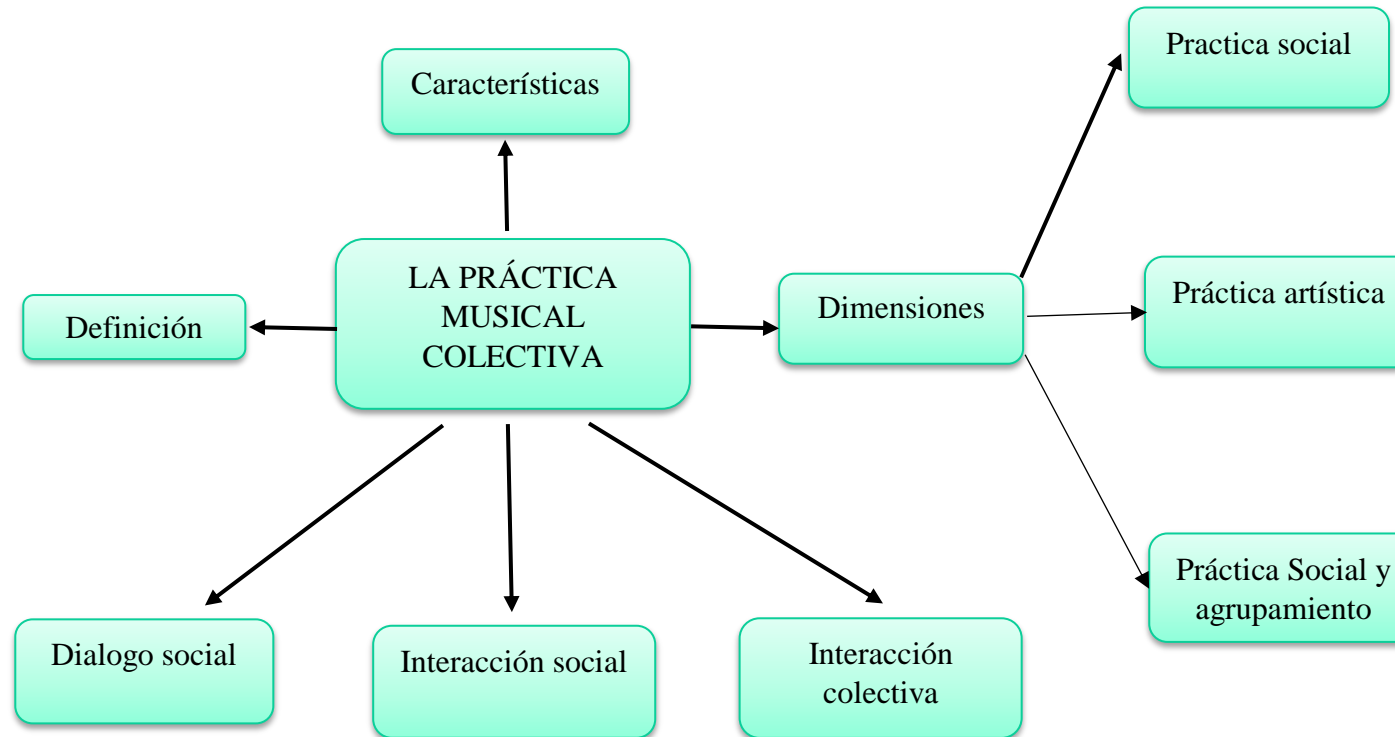 Practica social
Características
LA PRÁCTICA
MUSICAL
COLECTIVA
Definición
Dimensiones
Práctica artística
Práctica Social y
agrupamiento
Dialogo social
Interacción social
Interacción
colectiva